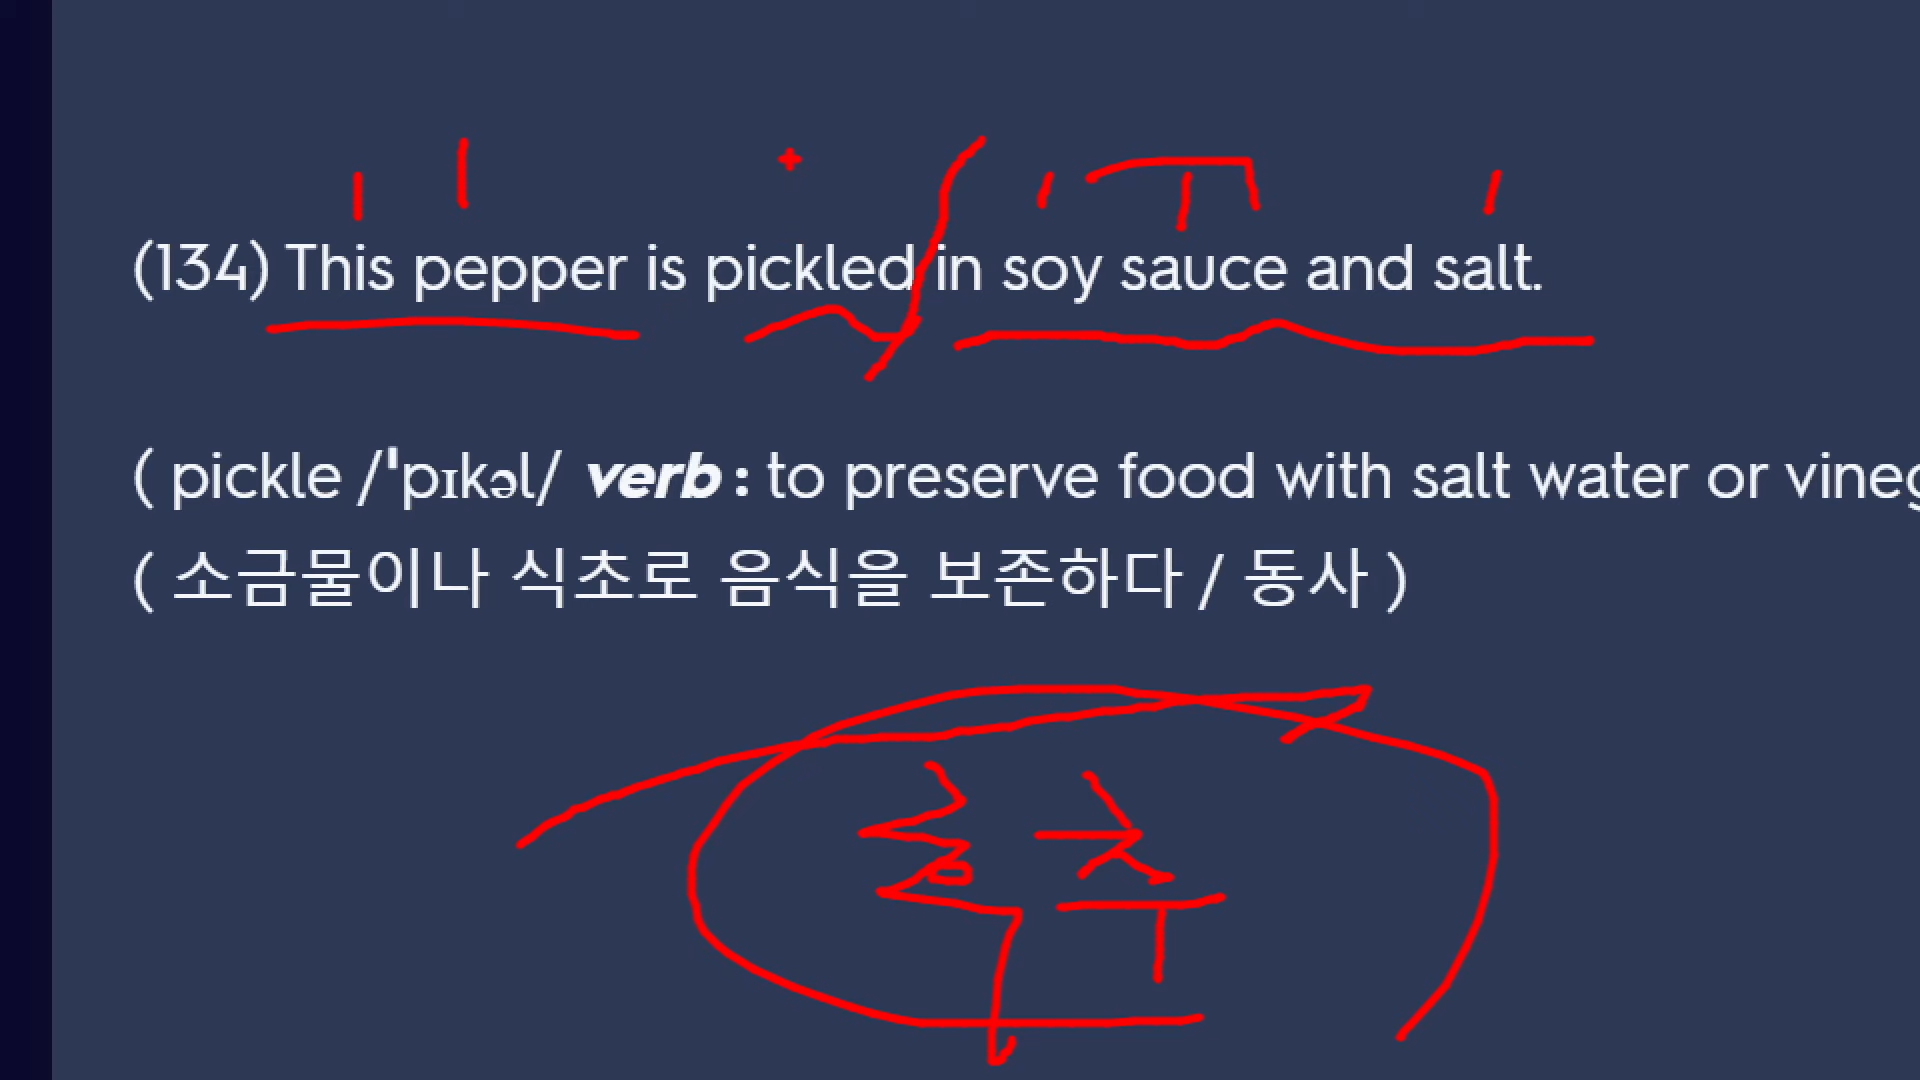 (134) This pepper is pickled in soy sauce and salt.
( pickle /ˈpɪkəl/ verb : to preserve food with salt water or vineg
( 소금물이나 식초로 음식을 보존하다 / 동사 )
후추